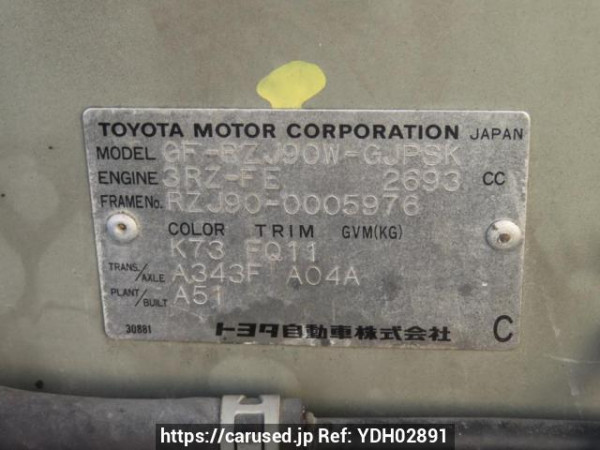 TOYOTA MOTOR CORPORATION JAPAN
MODEL GF-RZJ90W-GJPSK
ENGINE 3RZ-FE 2693 CC
FRAME No. RZJ90-0005976
COLOR TRIM GVM(KG)
K73 FQ11
TRANS./AXLE A343F A04A
PLANT/BUILT A51
30881 トヨタ自動車株式会社 C
https://carused.jp Ref: YDH02891